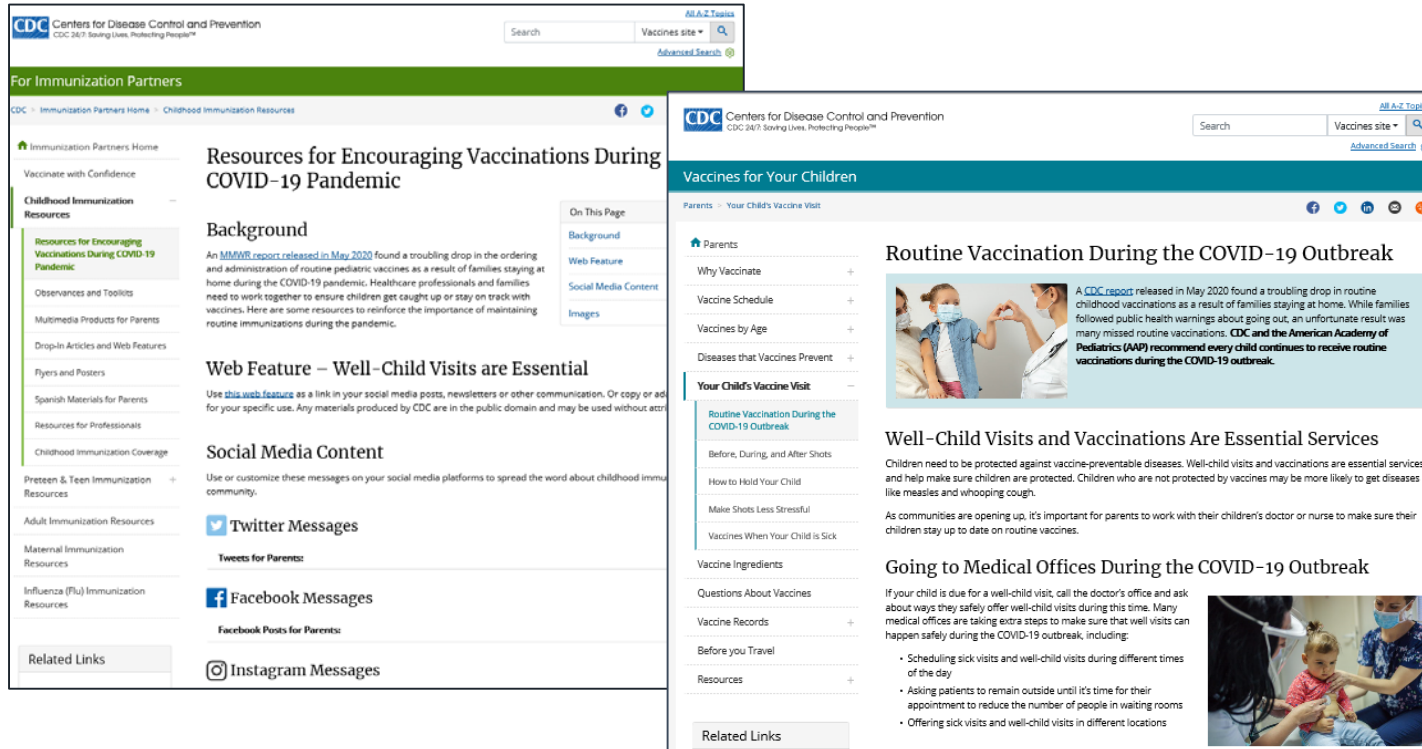 CDC
Centers for Disease Control and Prevention
CDC 24/7: Saving Lives, Protecting People™
All A-Z Topics
Search
Vaccines site
Advanced Search
For Immunization Partners
CDC > Immunization Partners Home > Childhood Immunization Resources
Immunization Partners Home
Vaccinate with Confidence
Childhood Immunization
Resources
Resources for Encouraging
Vaccinations During COVID-19
Pandemic
Observances and Toolkits
Multimedia Products for Parents
Drop-In Articles and Web Features
Flyers and Posters
Spanish Materials for Parents
Resources for Professionals
Childhood Immunization Coverage
Preteen & Teen Immunization
Resources
Adult Immunization Resources
Maternal Immunization
Resources
Influenza (Flu) Immunization
Resources
Related Links
Resources for Encouraging Vaccinations During
COVID-19 Pandemic
On This Page
Background
Web Feature
Social Media Content
Images
Background
An MMWR report released in May 2020 found a troubling drop in the ordering
and administration of routine pediatric vaccines as a result of families staying at
home during the COVID-19 pandemic. Healthcare professionals and families
need to work together to ensure children get caught up or stay on track with
vaccines. Here are some resources to reinforce the importance of maintaining
routine immunizations during the pandemic.
Web Feature – Well-Child Visits are Essential
Use this web feature as a link in your social media posts, newsletters or other communication. Or copy or
for your specific use. Any materials produced by CDC are in the public domain and may be used without
Social Media Content
Use or customize these messages on your social media platforms to spread the word about childhood
community.
Twitter Messages
Tweets for Parents:
Facebook Messages
Facebook Posts for Parents:
Instagram Messages
CDC
Centers for Disease Control and Prevention
CDC 24/7: Saving Lives, Protecting People™
All A-Z
Search
Vaccines site
Advanced Search
Vaccines for Your Children
Parents > Your Child's Vaccine Visit
Parents
Why Vaccinate
Vaccine Schedule
Vaccines by Age
Diseases that Vaccines Prevent
Your Child's Vaccine Visit
Routine Vaccination During the
COVID-19 Outbreak
Before, During, and After Shots
How to Hold Your Child
Make Shots Less Stressful
Vaccines When Your Child is Sick
Vaccine Ingredients
Questions About Vaccines
Vaccine Records
Before you Travel
Resources
Related Links
Routine Vaccination During the COVID-19 Outbreak
A CDC report released in May 2020 found a troubling drop in routine
childhood vaccinations as a result of families staying at home. While families
followed public health warnings about going out, an unfortunate result was
many missed routine vaccinations. CDC and the American Academy of
Pediatrics (AAP) recommend every child continues to receive routine
vaccinations during the COVID-19 outbreak.
Well-Child Visits and Vaccinations Are Essential Services
Children need to be protected against vaccine-preventable diseases. Well-child visits and vaccinations are essential services
and help make sure children are protected. Children who are not protected by vaccines may be more likely to get diseases
like measles and whooping cough.
As communities are opening up, it's important for parents to work with their children's doctor or nurse to make sure their
children stay up to date on routine vaccines.
Going to Medical Offices During the COVID-19 Outbreak
If your child is due for a well-child visit, call the doctor's office and ask
about ways they safely offer well-child visits during this time. Many
medical offices are taking extra steps to make sure that well visits can
happen safely during the COVID-19 outbreak, including:
• Scheduling sick visits and well-child visits during different times
of the day
• Asking patients to remain outside until it's time for their
appointment to reduce the number of people in waiting rooms
• Offering sick visits and well-child visits in different locations